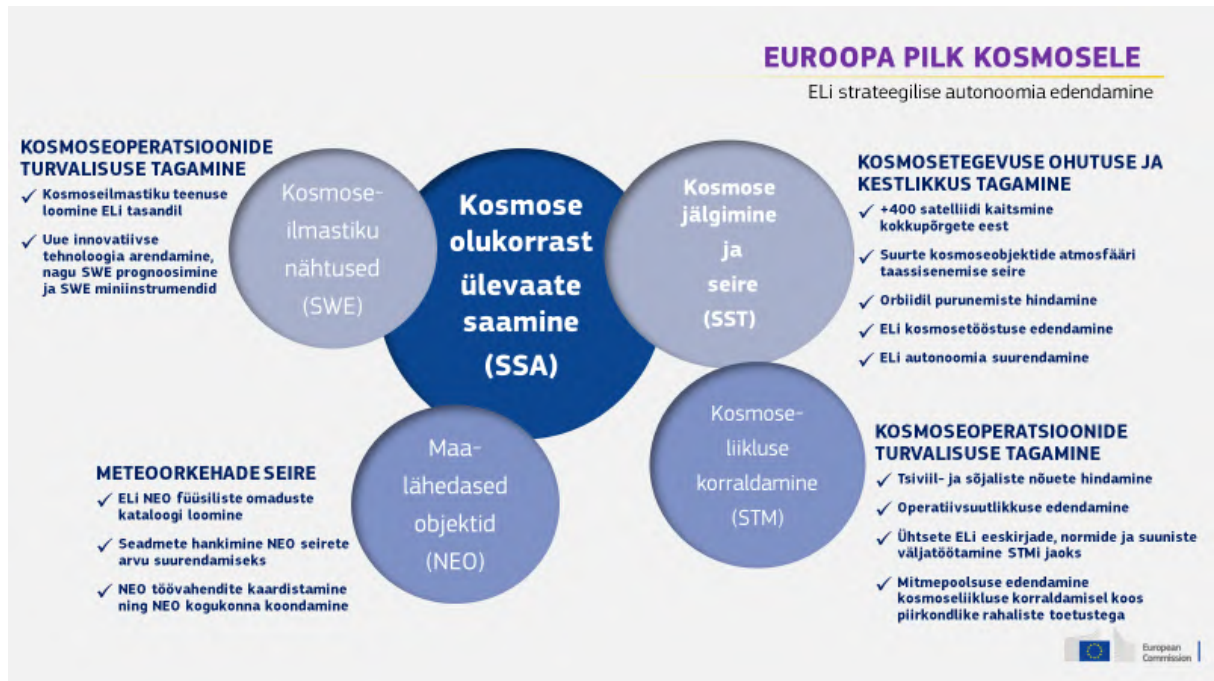 EUROOPA PILK KOSMOSELE
ELi strateegilise autonoomia edendamine
KOSMOSEOPERATSIOONIDE
TURVALISUSE TAGAMINE
✓ Kosmoseilmastiku teenuse
loomine ELi tasandil
✓ Uue innovatiivse
tehnoloogia arendamine,
nagu SWE prognoosimine
ja SWE miniinstrumendid
Kosmose-
ilmastiku
nähtused
(SWE)
Kosmose
olukorrast
ülevaate
saamine
(SSA)
Kosmose
jälgimine
ja
seire
(SST)
KOSMOSETEGEVUSE OHUTUSE JA
KESTLIKKUS TAGAMINE
✓ +400 satelliidi kaitsmine
kokkupõrgete eest
✓ Suurte kosmoseobjektide atmosfääri
taassisenemise seire
✓ Orbiidil purunemiste hindamine
✓ ELi kosmosetööstuse edendamine
✓ ELi autonoomia suurendamine
METEOORKEHADE SEIRE
✓ ELi NEO füüsiliste omaduste
kataloogi loomine
✓ Seadmete hankimine NEO seirete
arvu suurendamiseks
✓ NEO töövahendite kaardistamine
ning NEO kogukonna koondamine
Maa-
lähedased
objektid
(NEO)
Kosmose-
liikluse
korraldamine
(STM)
KOSMOSEOPERATSIOONIDE
TURVALISUSE TAGAMINE
✓ Tsiviil- ja sõjaliste nõuete hindamine
✓ Operatiivsuutlikkuse edendamine
✓ Ühtsete ELi eeskirjade, normide ja suuniste
väljatöötamine STMi jaoks
✓ Mitmepoolsuse edendamine
kosmoseliikluse korraldamisel koos
piirkondlike rahaliste toetustega
European
Commission